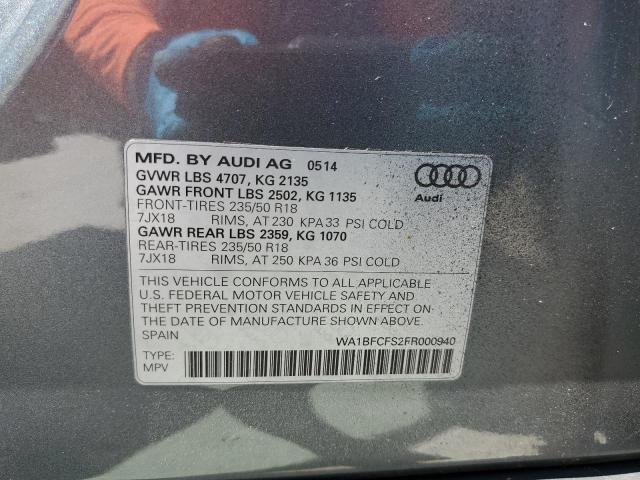 MFD. BY AUDI AG 0514
GVWR LBS 4707, KG 2135
GAWR FRONT LBS 2502, KG 1135
FRONT-TIRES 235/50 R18
7JX18 RIMS, AT 230 KPA 33 PSI COLD
GAWR REAR LBS 2359, KG 1070
REAR-TIRES 235/50 R18
7JX18 RIMS, AT 250 KPA 36 PSI COLD
Audi
THIS VEHICLE CONFORMS TO ALL APPLICABLE
U.S. FEDERAL MOTOR VEHICLE SAFETY AND
THEFT PREVENTION STANDARDS IN EFFECT ON
THE DATE OF MANUFACTURE SHOWN ABOVE.
SPAIN WA1BFCFS2FR000940
TYPE:
MPV